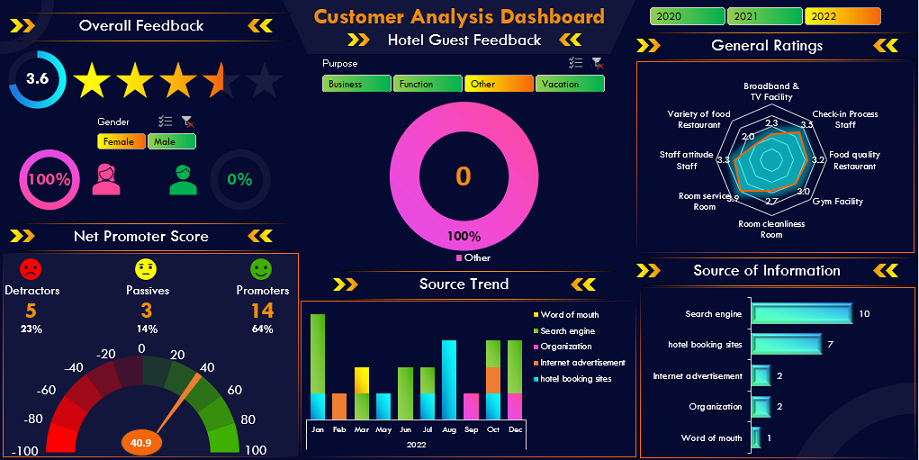 Customer Analysis Dashboard
Hotel Guest Feedback
Overall Feedback
3.6
Gender
Female
Male
100%
0%
Net Promoter Score
Detractors
Passives
Promoters
5
3
14
23%
14%
64%
-100
-80
-60
-40
-20
0
20
40
60
80
100
40.9
Purpose
Business
Function
Other
Vacation
0
100%
Other
Source Trend
Word of mouth
Search engine
Organization
Internet advertisement
hotel booking sites
Jan
Feb
Mar
May
Jun
Jul
Aug
Sep
Oct
Dec
2022
2020
2021
2022
General Ratings
Broadband &
TV Facility
Check-in Process
Staff
Food quality
Restaurant
Gym Facility
Room cleanliness
Room
Room service
Room
Staff attitude
Staff
Variety of food
Restaurant
2.3
3.5
3.2
3.0
2.7
3.3
2.0
Source of Information
Search engine
10
hotel booking sites
7
Internet advertisement
2
Organization
2
Word of mouth
1